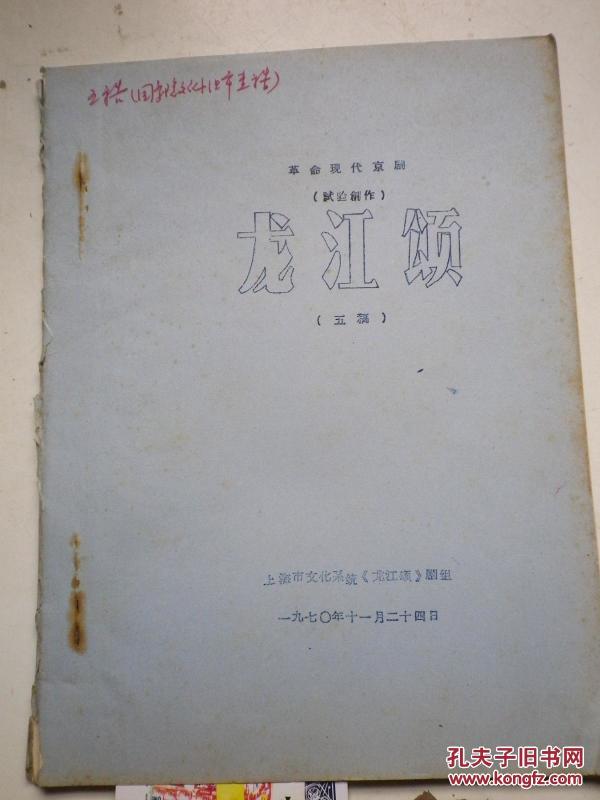 革命现代京剧
（試验創作）
龙江颂
（五稿）
上海市文化系统《龙江颂》剧组
一九七〇年十一月二十四日
孔夫子旧书网
www.kongfz.com